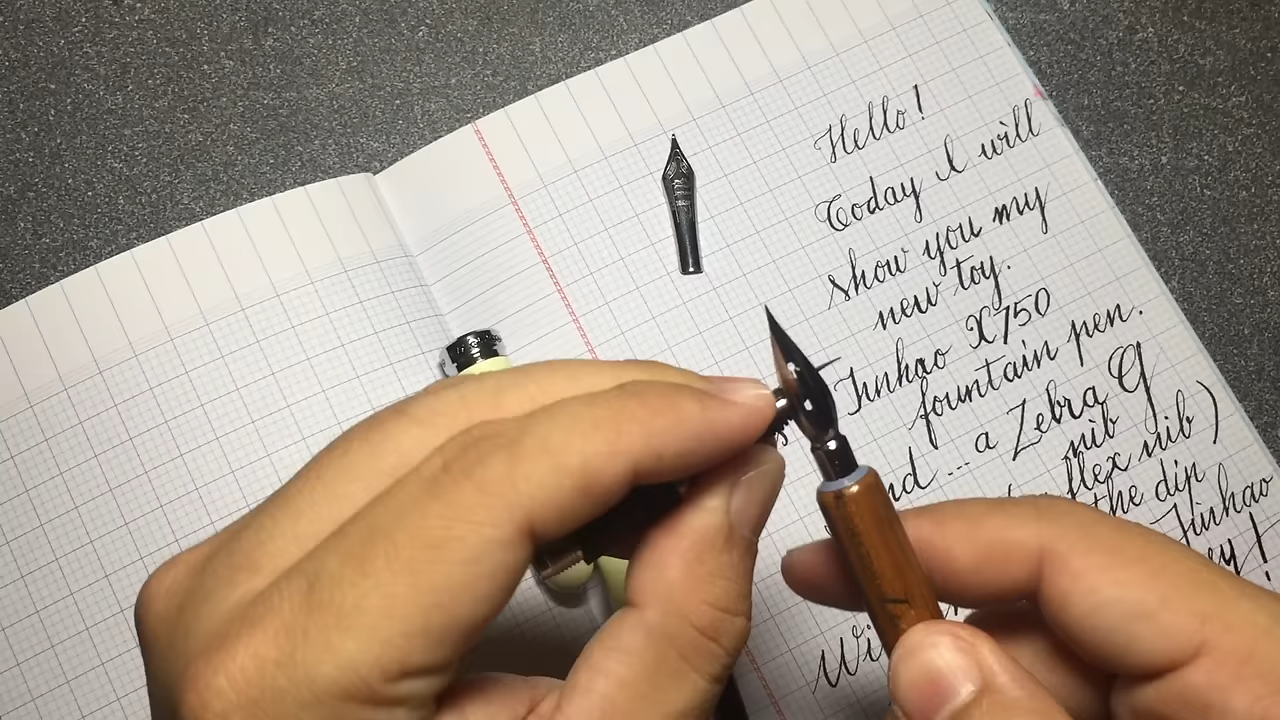 Hello!
Today I will
show you my
new toy.
Jinhao X750
fountain pen.
... a Zebra G
nib
flex nib)
the dip
Jinhao